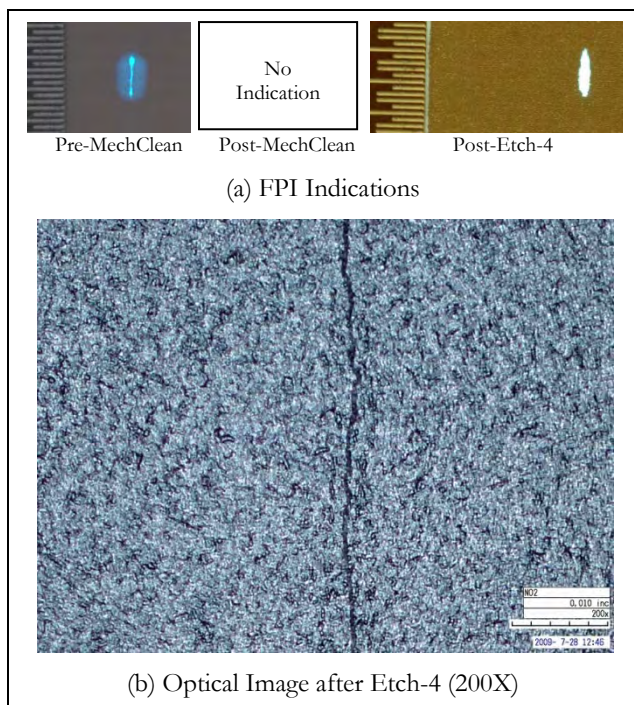 No
Indication
Pre-MechClean
Post-MechClean
Post-Etch-4
(a) FPI Indications
NO2
0.010 inc
200x
2009- 7-28 12:46
(b) Optical Image after Etch-4 (200X)